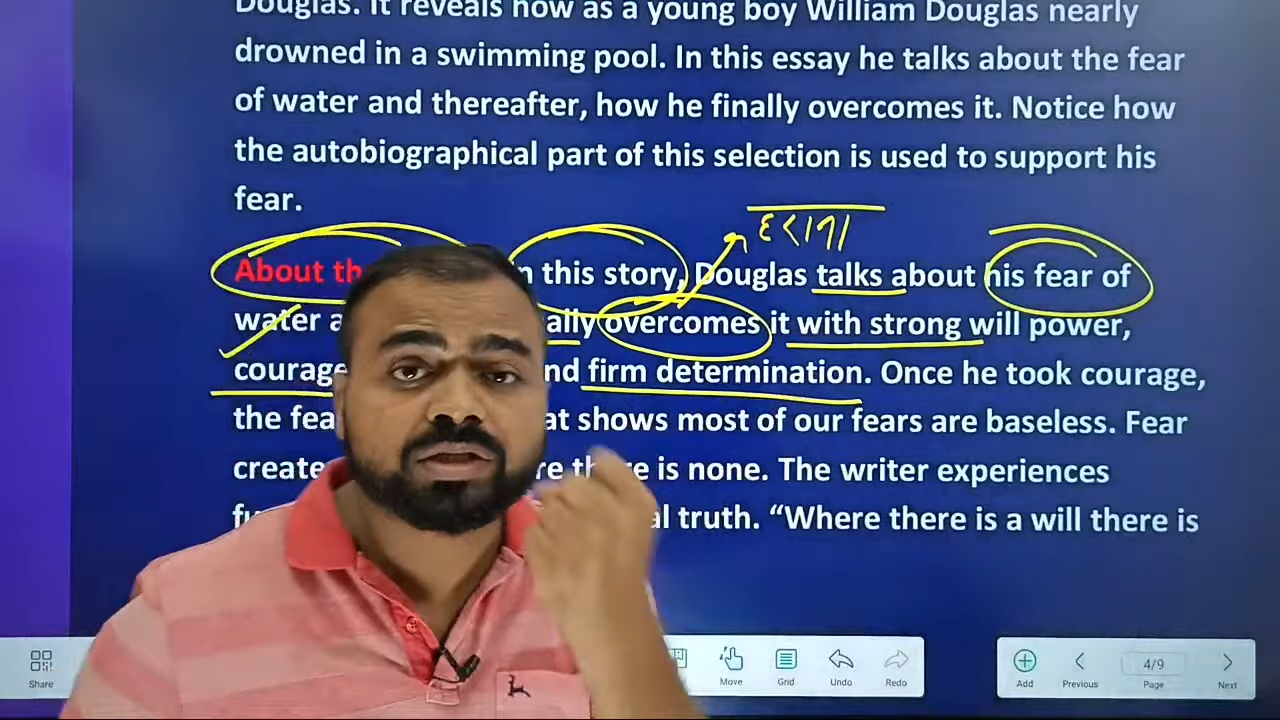 Douglas. It reveals how as a young boy William Douglas nearly
drowned in a swimming pool. In this essay he talks about the fear
of water and thereafter, how he finally overcomes it. Notice how
the autobiographical part of this selection is used to support his
fear.
हराना
About th n this story, Douglas talks about his fear of
water a ally overcomes it with strong will power,
courage nd firm determination. Once he took courage,
the fea at shows most of our fears are baseless. Fear
create re th e is none. The writer experiences
fu al truth. “Where there is a will there is
Share
Move
Grid
Undo
Redo
Add
Previous
4/9
Page
Next